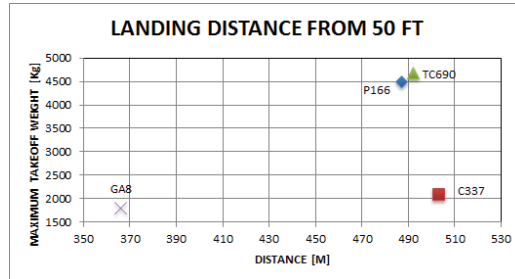 LANDING DISTANCE FROM 50 FT
MAXIMUM TAKEOFF WEIGHT [Kg]
5000
4500
4000
3500
3000
2500
2000
1500
TC690
P166
GA8
C337
350 370 390 410 430 450 470 490 510 530
DISTANCE [M]